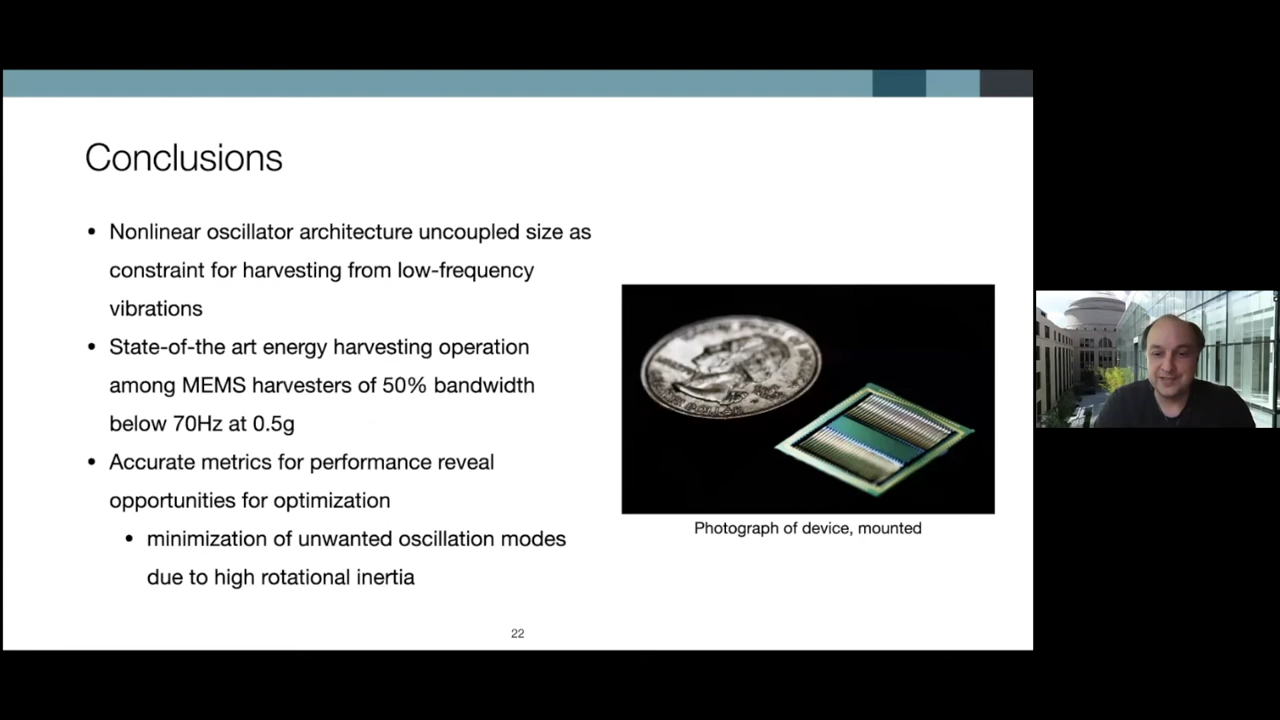 Conclusions
• Nonlinear oscillator architecture uncoupled size as
constraint for harvesting from low-frequency
vibrations
• State-of-the art energy harvesting operation
among MEMS harvesters of 50% bandwidth
below 70Hz at 0.5g
• Accurate metrics for performance reveal
opportunities for optimization
• minimization of unwanted oscillation modes
due to high rotational inertia
Photograph of device, mounted
22